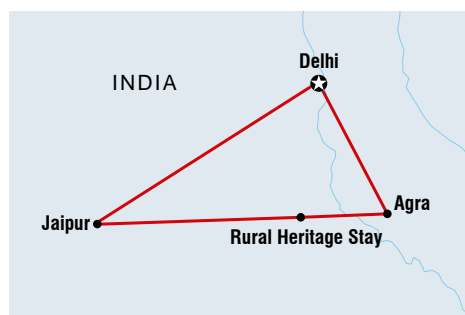 Delhi
INDIA
Agra
Jaipur
Rural Heritage Stay